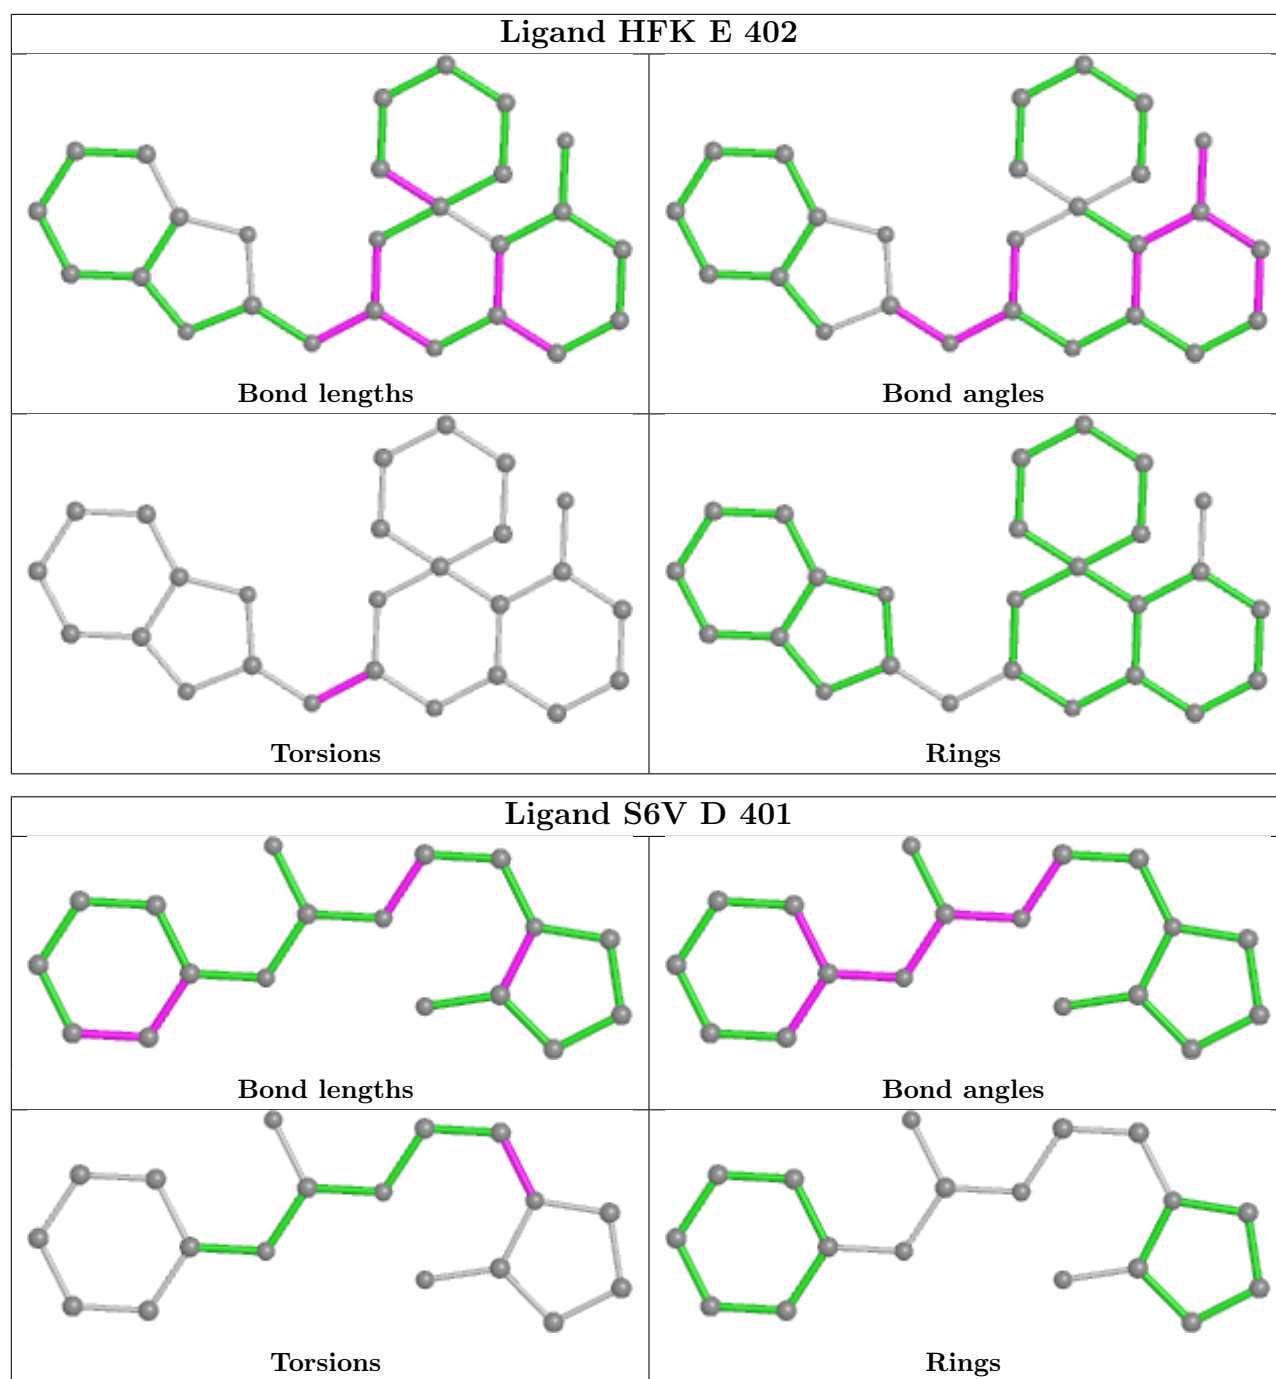 Ligand HFK E 402
Bond lengths
Bond angles
Torsions
Rings
Ligand S6V D 401
Bond lengths
Bond angles
Torsions
Rings